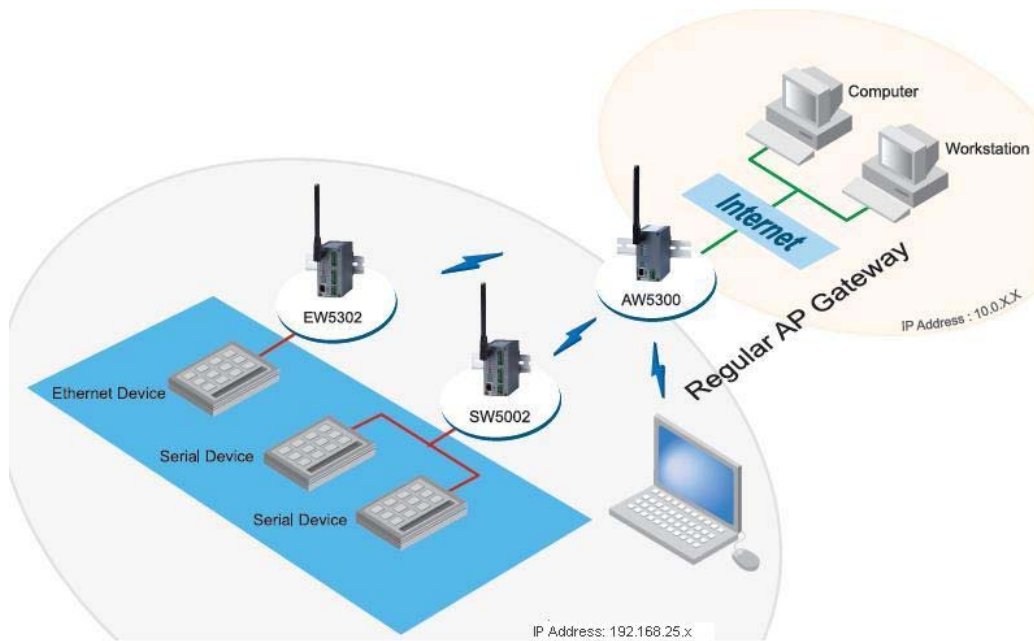 Computer
Workstation
Internet
AW5300
Regular AP Gateway
IP Address : 10.0.X.X
EW5302
SW5002
Ethernet Device
Serial Device
Serial Device
IP Address: 192.168.25.x